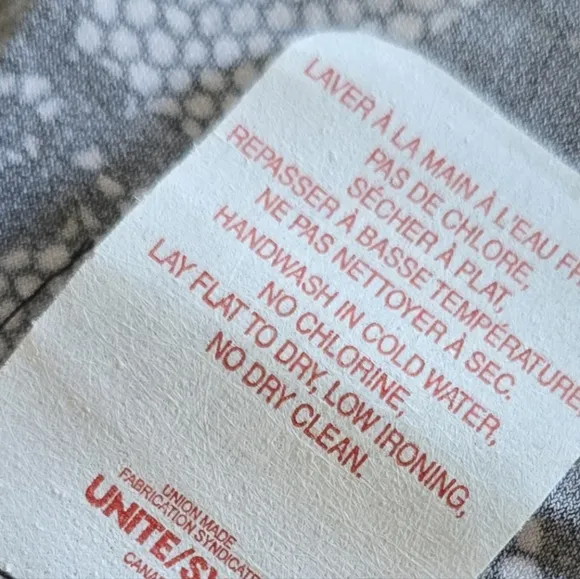 LAVER À LA MAIN À L'EAU
PAS DE CHLORE,
SÉCHER À PLAT,
REPASSER À BASSE TEMPÉRATURE
NE PAS NETTOYER À SEC.
HANDWASH IN COLD WATER,
NO CHLORINE,
LAY FLAT TO DRY, LOW IRONING,
NO DRY CLEAN.
UNION MADE
FABRICATION SYNDICATE
UNITE/